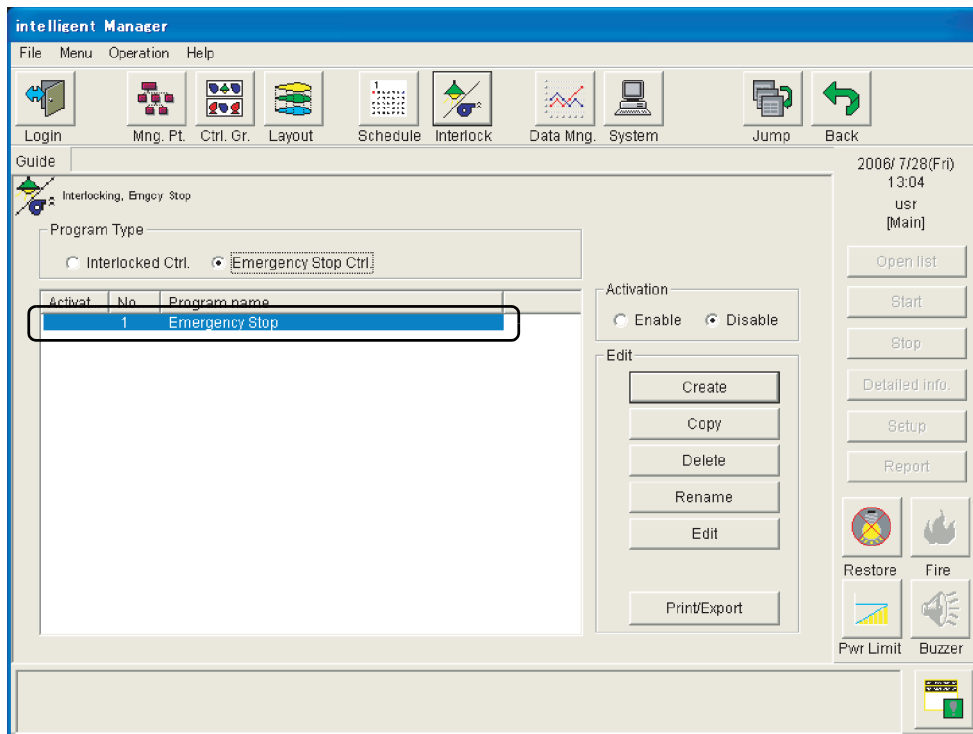 intelligent Manager
File Menu Operation Help
Login Mng. Pt. Ctrl. Gr. Layout Schedule Interlock Data Mng. System Jump Back
Guide
2006/ 7/28(Fri)
13:04
usr
[Main]
Interlocking, Emgcy Stop
Program Type
Interlocked Ctrl. Emergency Stop Ctrl.
Activat No Program name
1 Emergency Stop
Activation
Enable Disable
Edit
Create
Copy
Delete
Rename
Edit
Print/Export
Open list
Start
Stop
Detailed info.
Setup
Report
Restore Fire
Pwr Limit Buzzer